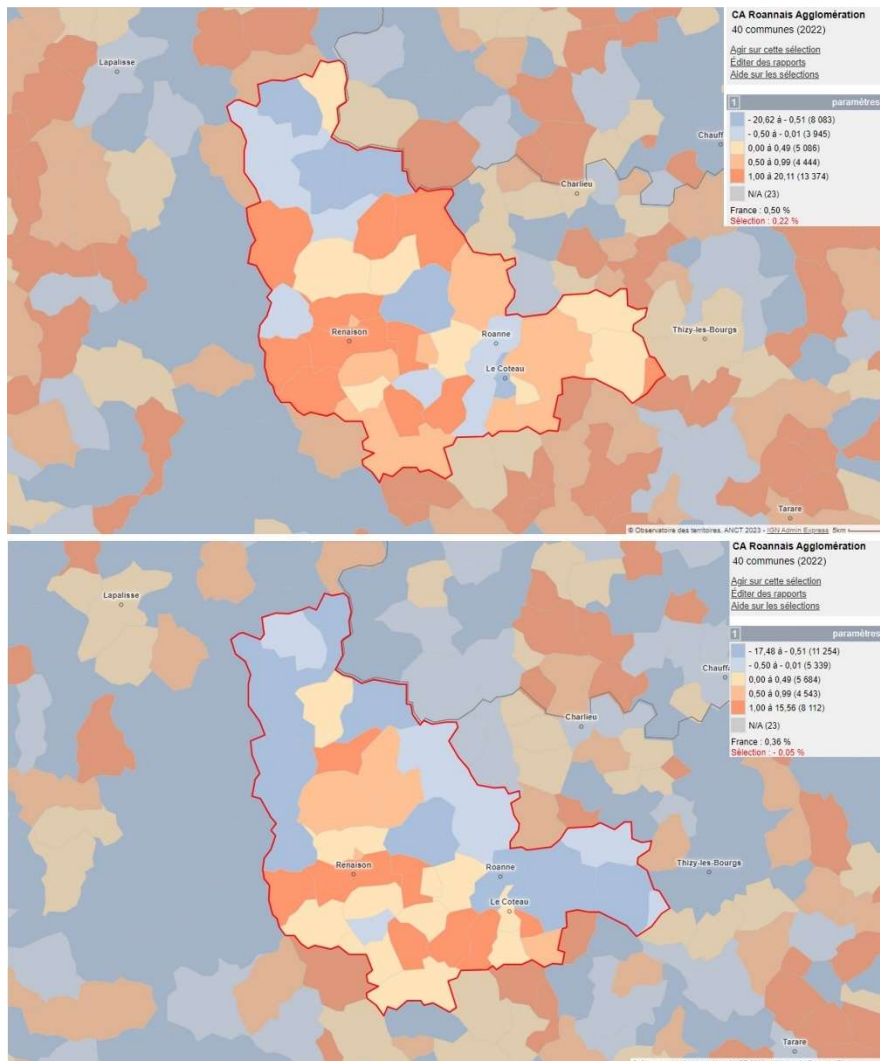 CA Roannais Agglomération
40 communes (2022)
Agir sur cette sélection
Éditer des rapports
Aide sur les sélections
1 paramètres
- 20,62 à - 0,51 (8 083)
- 0,50 à - 0,01 (3 945)
0,00 à 0,49 (5 086)
0,50 à 0,99 (4 444)
1,00 à 20,11 (13 374)
N/A (23)
France : 0,50 %
Sélection : 0,22 %
Lapalisse
Chauff
Charlieu
Renaison
Roanne
Thizy-les-Bourgs
Le Coteau
Tarare
© Observatoire des territoires, ANCT 2023 - IGN Admin Express 5km
CA Roannais Agglomération
40 communes (2022)
Agir sur cette sélection
Éditer des rapports
Aide sur les sélections
1 paramètres
- 17,48 à - 0,51 (11 254)
- 0,50 à - 0,01 (5 339)
0,00 à 0,49 (5 684)
0,50 à 0,99 (4 543)
1,00 à 15,56 (8 112)
N/A (23)
France : 0,36 %
Sélection : - 0,05 %
Lapalisse
Chauffa
Charlieu
Renaison
Roanne
Thizy-les-Bourgs
Le Coteau
Tarare